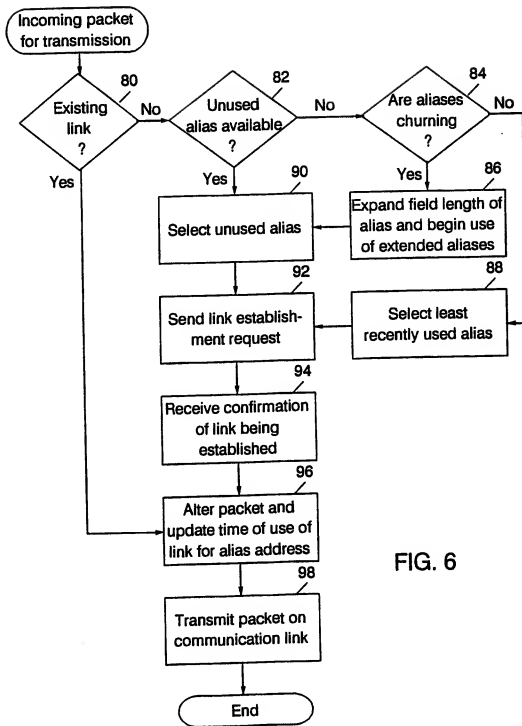 Incoming packet
for transmission
80
Existing
link
?
No
Yes
82
Unused
alias available
?
No
Yes
84
Are aliases
churning
?
No
Yes
86
Expand field length
of alias and begin use
of extended aliases
90
Select unused alias
88
Select least
recently used alias
92
Send link establish-
ment request
94
Receive confirmation
of link being
established
96
Alter packet and
update time of use of
link for alias address
98
Transmit packet on
communication link
End
FIG. 6